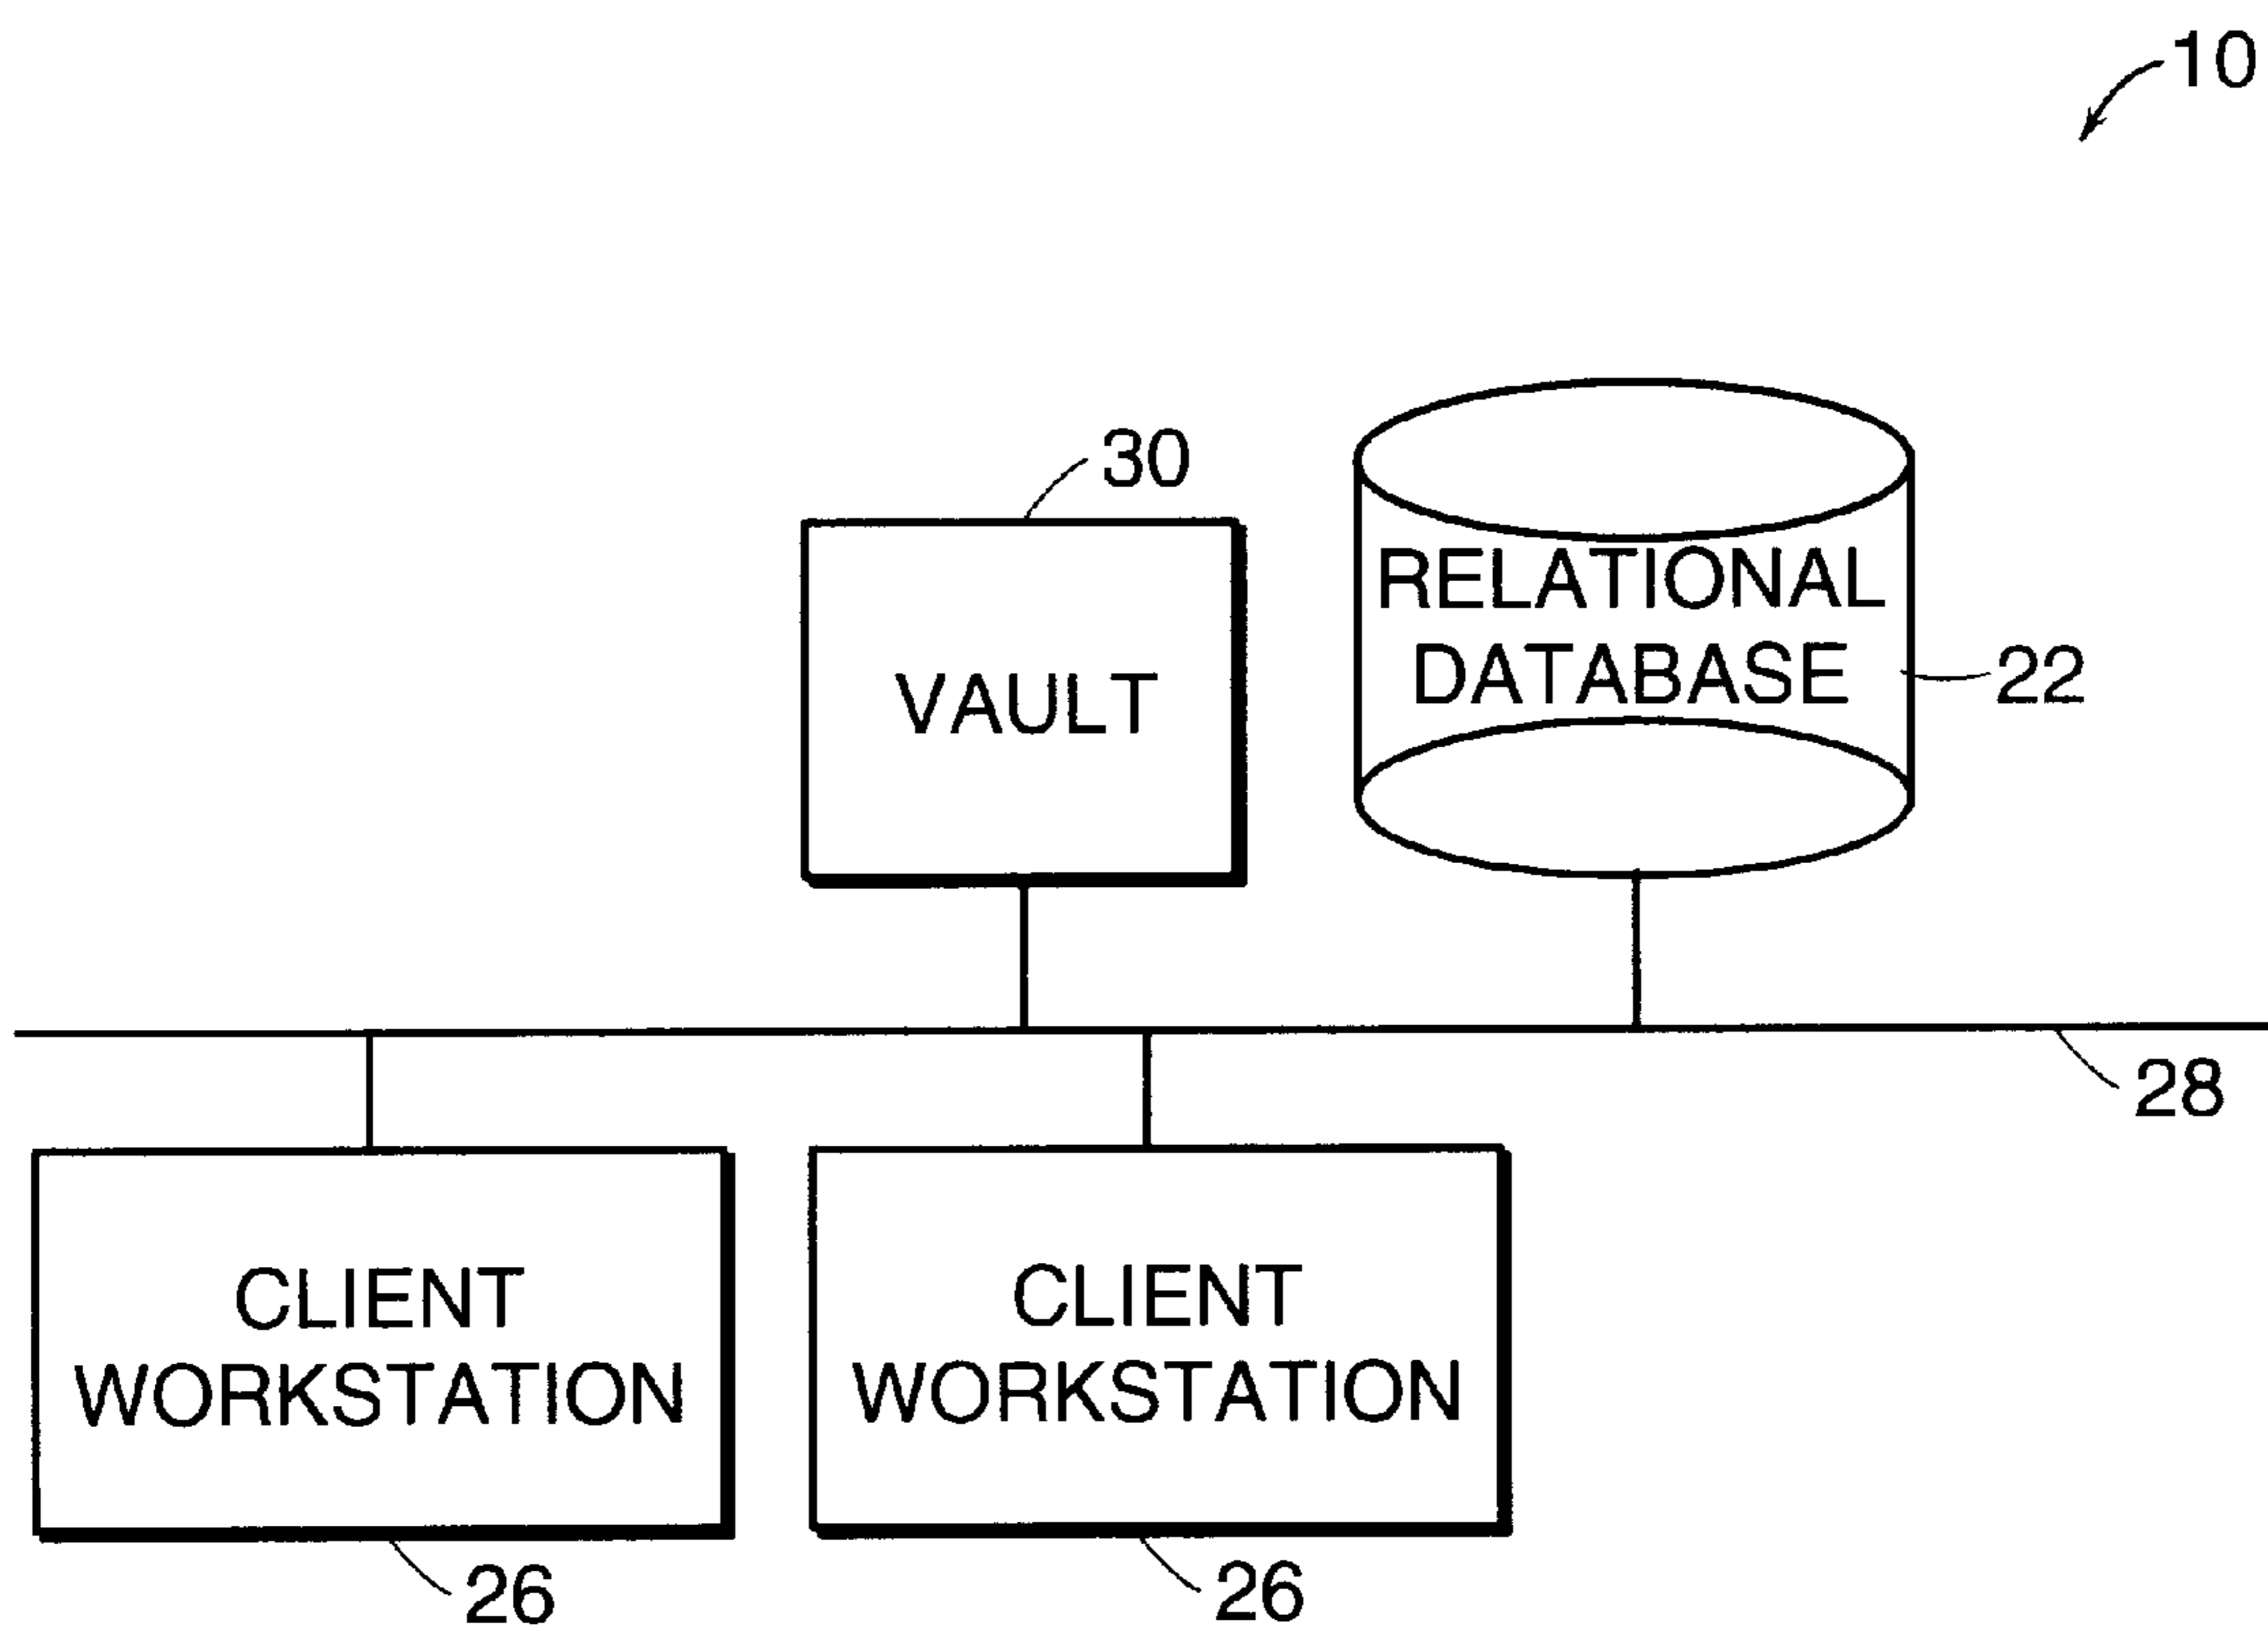 10
30
VAULT
RELATIONAL
DATABASE
22
28
CLIENT
WORKSTATION
26
CLIENT
WORKSTATION
26